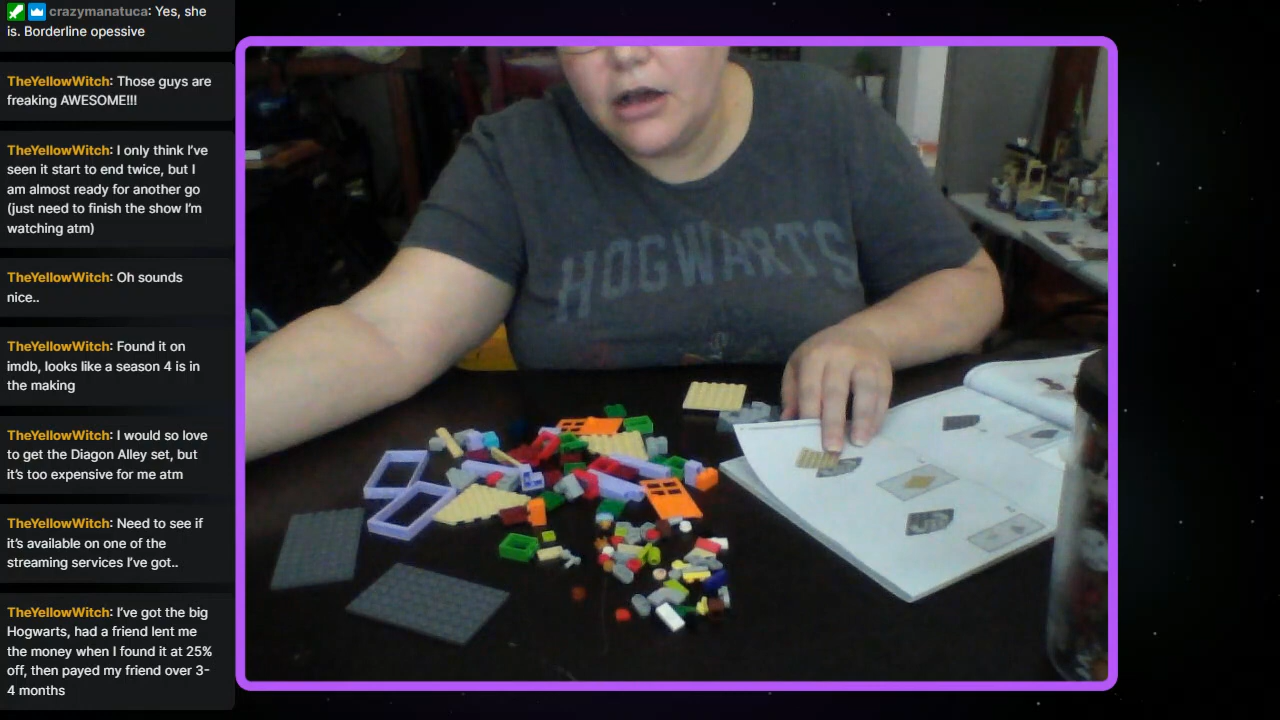 crazymanatuca: Yes, she
is. Borderline opessive
TheYellowWitch: Those guys are
freaking AWESOME!!!
TheYellowWitch: I only think I've
seen it start to end twice, but I
am almost ready for another go
(just need to finish the show I'm
watching atm)
TheYellowWitch: Oh sounds
nice..
TheYellowWitch: Found it on
imdb, looks like a season 4 is in
the making
TheYellowWitch: I would so love
to get the Diagon Alley set, but
it's too expensive for me atm
TheYellowWitch: Need to see if
it's available on one of the
streaming services I've got..
TheYellowWitch: I've got the big
Hogwarts, had a friend lent me
the money when I found it at 25%
off, then payed my friend over 3-
4 months
HOGWARTS